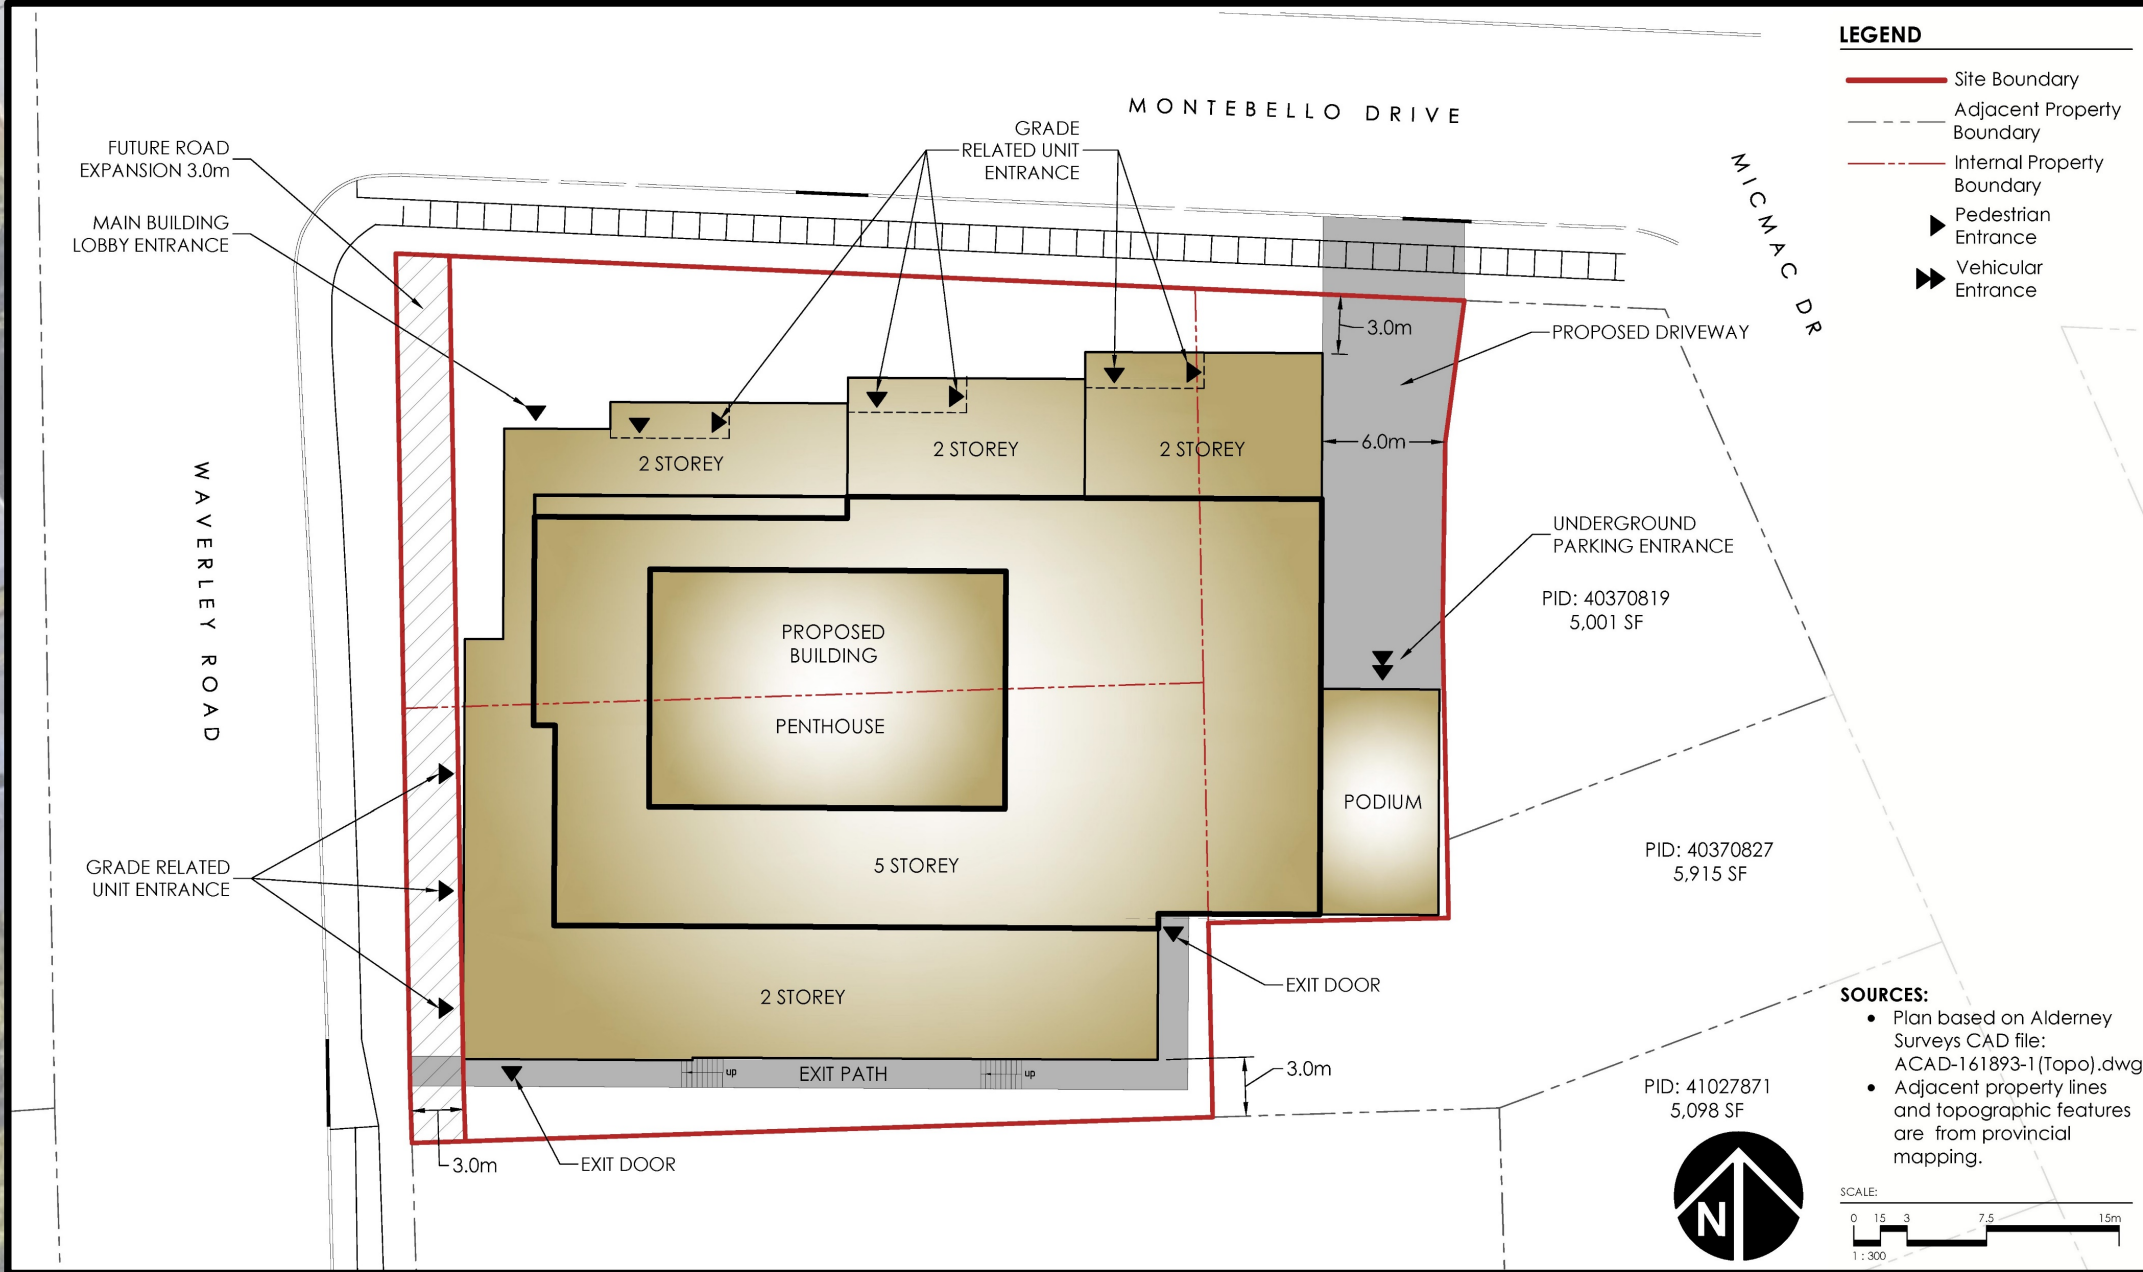 MONTEBELLO DRIVE
MICMAC DR
WAVERLEY ROAD
FUTURE ROAD
EXPANSION 3.0m
MAIN BUILDING
LOBBY ENTRANCE
GRADE
RELATED UNIT
ENTRANCE
3.0m
PROPOSED DRIVEWAY
6.0m
2 STOREY
2 STOREY
2 STOREY
UNDERGROUND
PARKING ENTRANCE
PID: 40370819
5,001 SF
PROPOSED
BUILDING
PENTHOUSE
PODIUM
5 STOREY
GRADE RELATED
UNIT ENTRANCE
PID: 40370827
5,915 SF
2 STOREY
EXIT DOOR
up
EXIT PATH
up
3.0m
PID: 41027871
5,098 SF
3.0m
EXIT DOOR
LEGEND
Site Boundary
Adjacent Property
Boundary
Internal Property
Boundary
Pedestrian
Entrance
Vehicular
Entrance
SOURCES:
• Plan based on Alderney
Surveys CAD file:
ACAD-161893-1(Topo).dwg
• Adjacent property lines
and topographic features
are from provincial
mapping.
N
SCALE:
0 15 3 7.5 15m
1 : 300